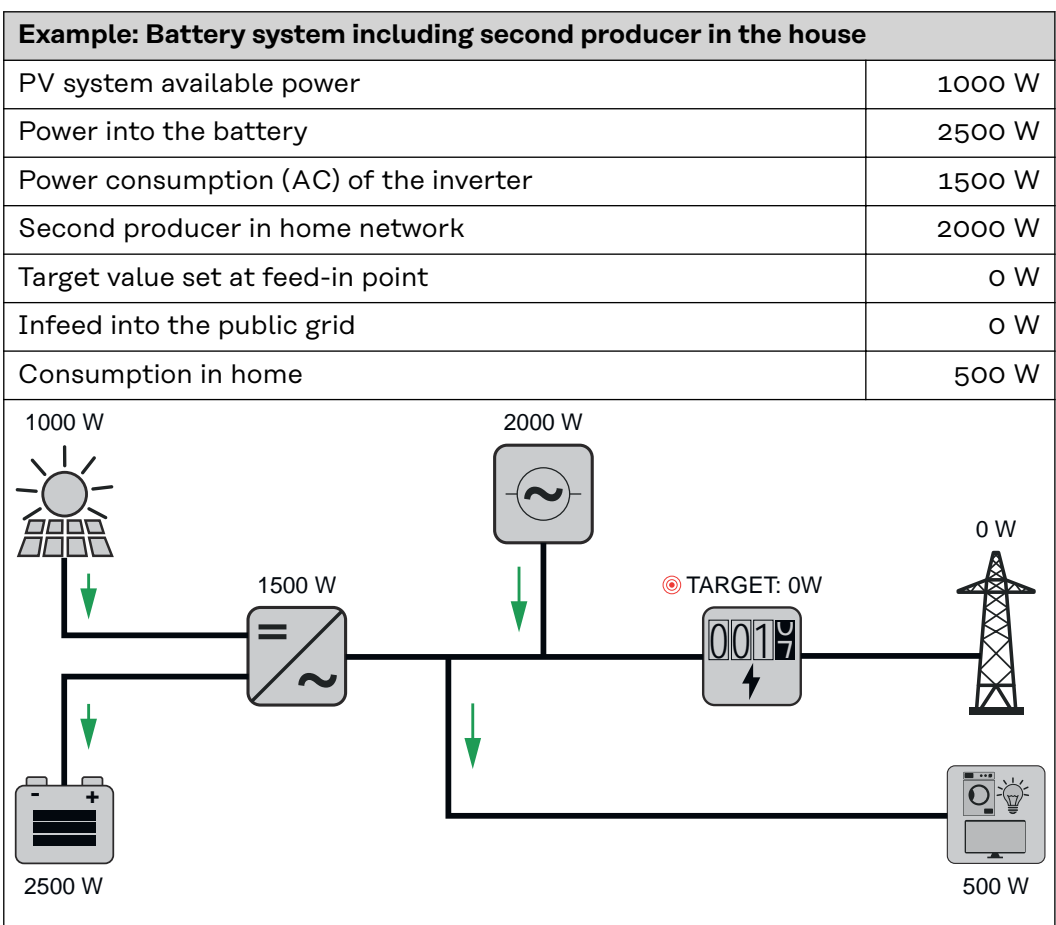 Example: Battery system including second producer in the house
PV system available power 1000 W
Power into the battery 2500 W
Power consumption (AC) of the inverter 1500 W
Second producer in home network 2000 W
Target value set at feed-in point 0 W
Infeed into the public grid 0 W
Consumption in home 500 W
1000 W
2000 W
0 W
1500 W
TARGET: 0W
001
7
- +
2500 W
500 W